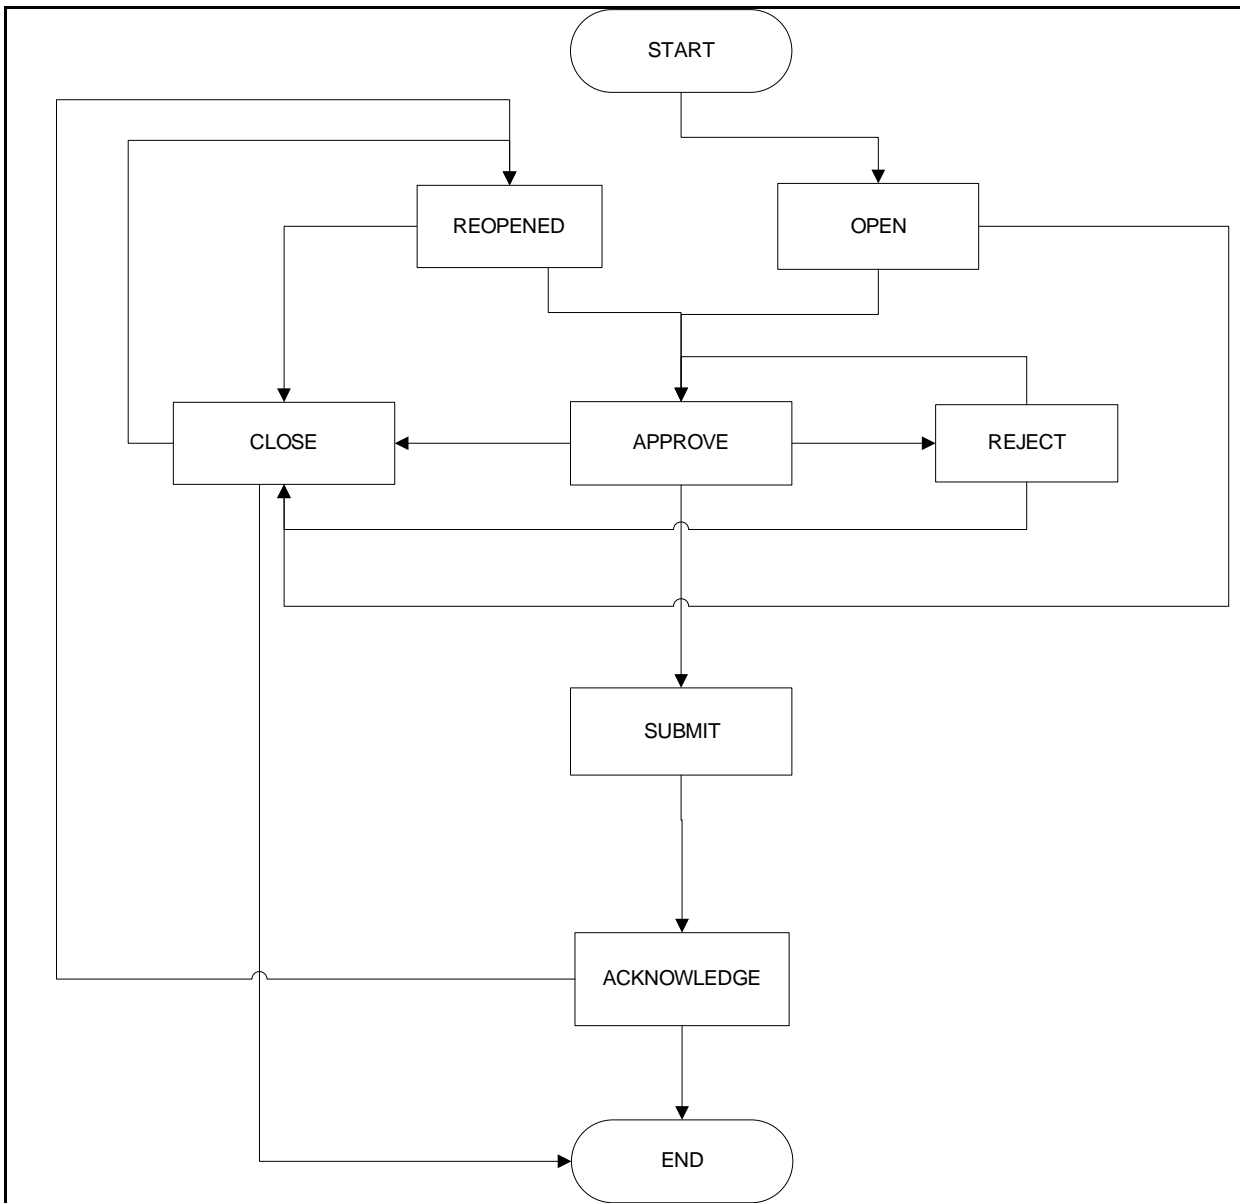 START
REOPENED
OPEN
CLOSE
APPROVE
REJECT
SUBMIT
ACKNOWLEDGE
END